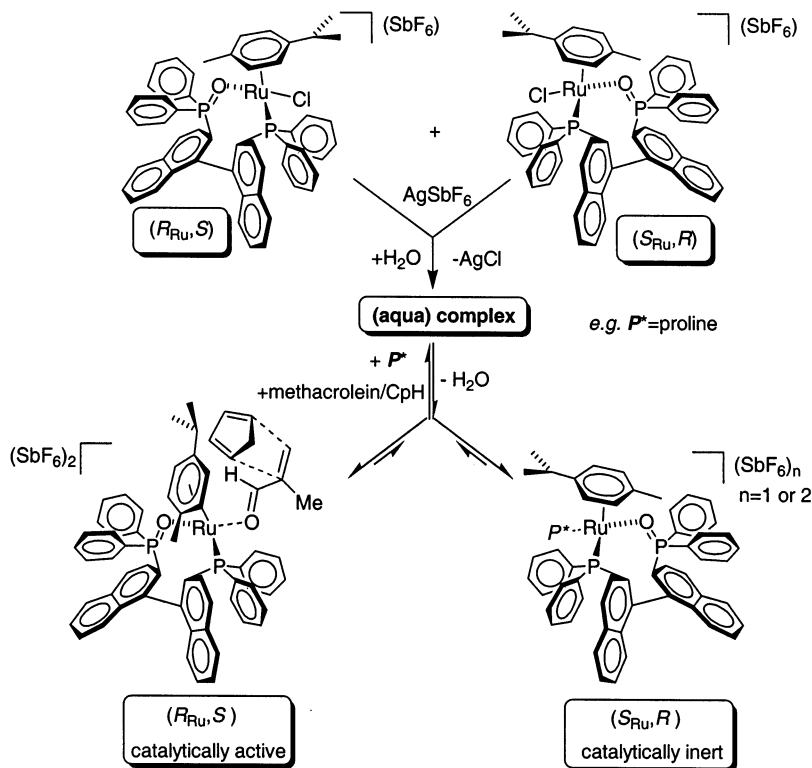 (SbF6)
(SbF6)
O
Ru
Cl
P
P
Cl
Ru
O
P
P
+
AgSbF6
(RRu,S)
(SRu,R)
+H2O
-AgCl
(aqua) complex
e.g. P*=proline
+ P*
+methacrolein/CpH
- H2O
(SbF6)2
H
Me
O
O
Ru
P
P
(SbF6)n
n=1 or 2
P*
Ru
O
P
P
(RRu,S )
catalytically active
(SRu,R)
catalytically inert